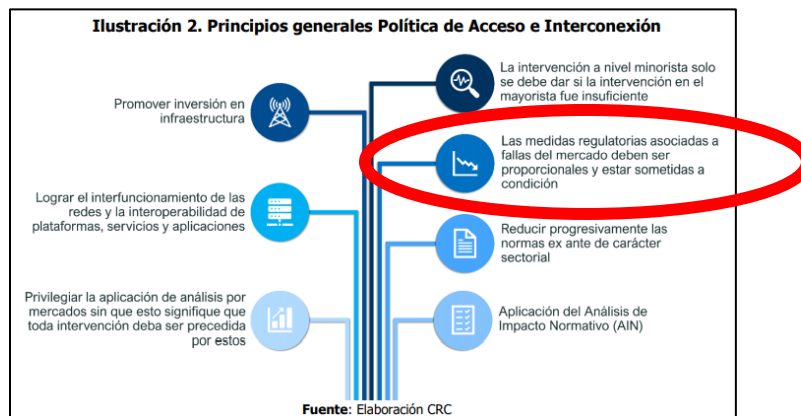 Ilustración 2. Principios generales Política de Acceso e Interconexión
Promover inversión en
infraestructura
Lograr el interfuncionamiento de las
redes y la interoperabilidad de
plataformas, servicios y aplicaciones
Privilegiar la aplicación de análisis por
mercados sin que esto signifique que
toda intervención deba ser precedida
por estos
La intervención a nivel minorista solo
se debe dar si la intervención en el
mayorista fue insuficiente
Las medidas regulatorias asociadas a
fallas del mercado deben ser
proporcionales y estar sometidas a
condición
Reducir progresivamente las
normas ex ante de carácter
sectorial
Aplicación del Análisis de
Impacto Normativo (AIN)
Fuente: Elaboración CRC